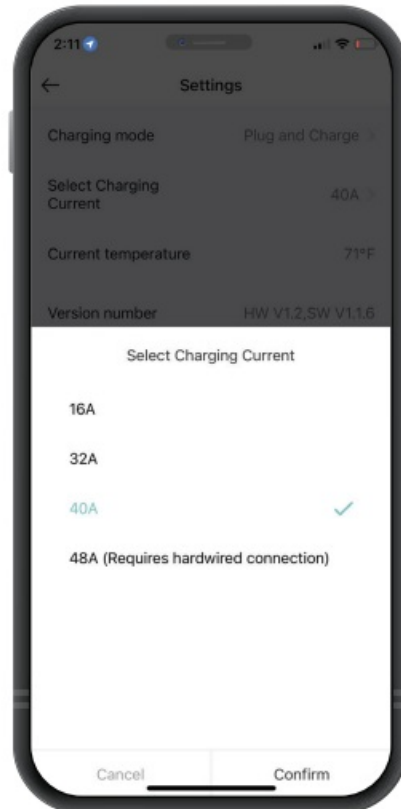 2:11
Settings
Charging mode Plug and Charge
Select Charging
Current 40A
Current temperature 71°F
Version number HW V1.2,SW V1.1.6
Select Charging Current
16A
32A
40A
48A (Requires hardwired connection)
Cancel Confirm